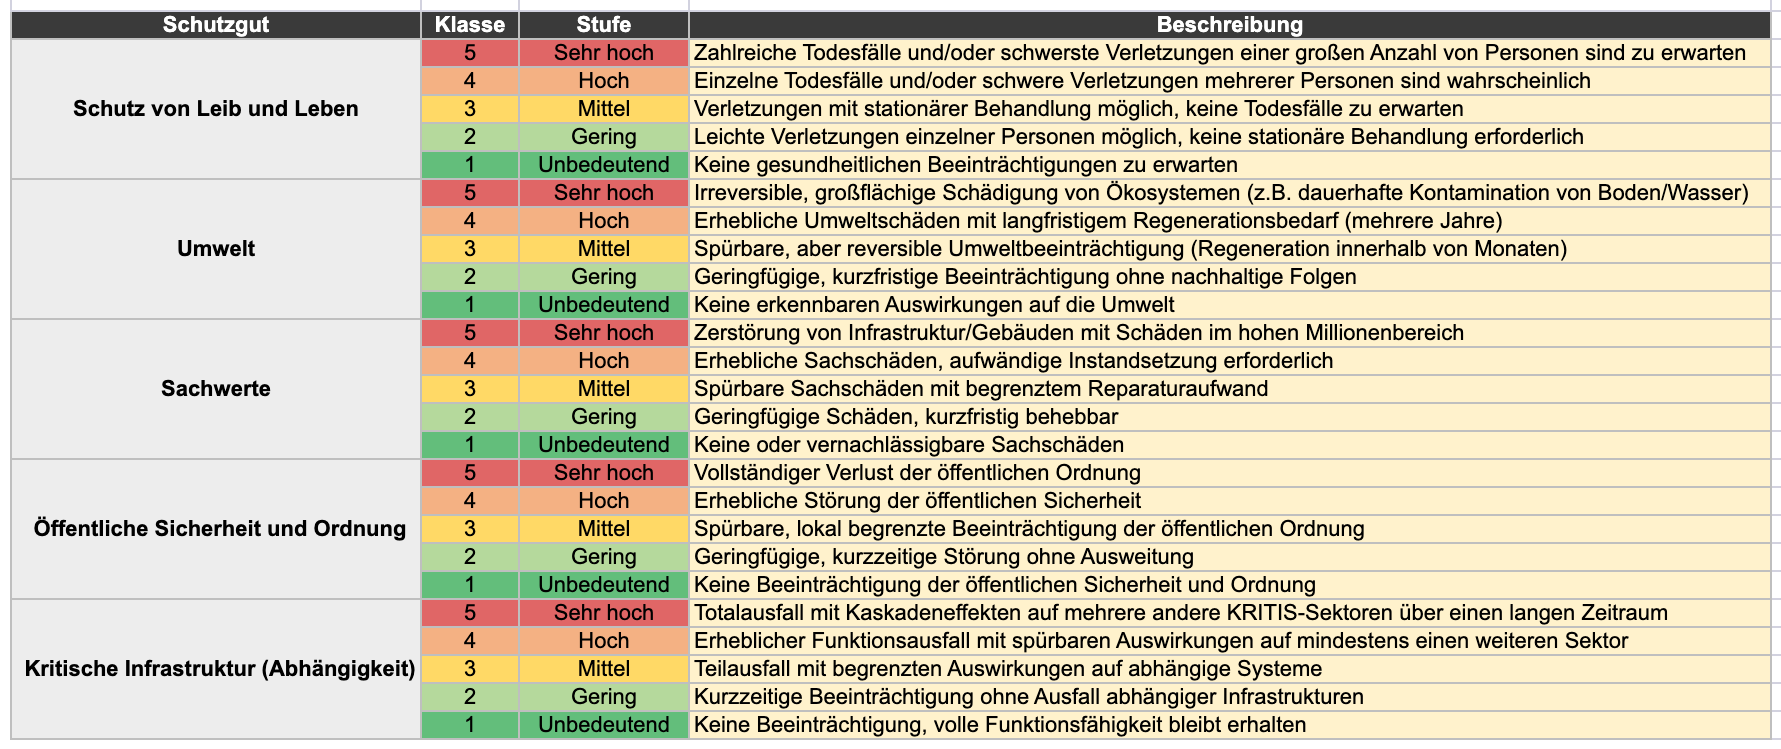 Schutzgut Klasse Stufe Beschreibung
Schutz von Leib und Leben
5 Sehr hoch Zahlreiche Todesfälle und/oder schwerste Verletzungen einer großen Anzahl von Personen sind zu erwarten
4 Hoch Einzelne Todesfälle und/oder schwere Verletzungen mehrerer Personen sind wahrscheinlich
3 Mittel Verletzungen mit stationärer Behandlung möglich, keine Todesfälle zu erwarten
2 Gering Leichte Verletzungen einzelner Personen möglich, keine stationäre Behandlung erforderlich
1 Unbedeutend Keine gesundheitlichen Beeinträchtigungen zu erwarten
Umwelt
5 Sehr hoch Irreversible, großflächige Schädigung von Ökosystemen (z.B. dauerhafte Kontamination von Boden/Wasser)
4 Hoch Erhebliche Umweltschäden mit langfristigem Regenerationsbedarf (mehrere Jahre)
3 Mittel Spürbare, aber reversible Umweltbeeinträchtigung (Regeneration innerhalb von Monaten)
2 Gering Geringfügige, kurzfristige Beeinträchtigung ohne nachhaltige Folgen
1 Unbedeutend Keine erkennbaren Auswirkungen auf die Umwelt
Sachwerte
5 Sehr hoch Zerstörung von Infrastruktur/Gebäuden mit Schäden im hohen Millionenbereich
4 Hoch Erhebliche Sachschäden, aufwändige Instandsetzung erforderlich
3 Mittel Spürbare Sachschäden mit begrenztem Reparaturaufwand
2 Gering Geringfügige Schäden, kurzfristig behebbar
1 Unbedeutend Keine oder vernachlässigbare Sachschäden
Öffentliche Sicherheit und Ordnung
5 Sehr hoch Vollständiger Verlust der öffentlichen Ordnung
4 Hoch Erhebliche Störung der öffentlichen Sicherheit
3 Mittel Spürbare, lokal begrenzte Beeinträchtigung der öffentlichen Ordnung
2 Gering Geringfügige, kurzzeitige Störung ohne Ausweitung
1 Unbedeutend Keine Beeinträchtigung der öffentlichen Sicherheit und Ordnung
Kritische Infrastruktur (Abhängigkeit)
5 Sehr hoch Totalausfall mit Kaskadeneffekten auf mehrere andere KRITIS-Sektoren über einen langen Zeitraum
4 Hoch Erheblicher Funktionsausfall mit spürbaren Auswirkungen auf mindestens einen weiteren Sektor
3 Mittel Teilausfall mit begrenzten Auswirkungen auf abhängige Systeme
2 Gering Kurzzeitige Beeinträchtigung ohne Ausfall abhängiger Infrastrukturen
1 Unbedeutend Keine Beeinträchtigung, volle Funktionsfähigkeit bleibt erhalten